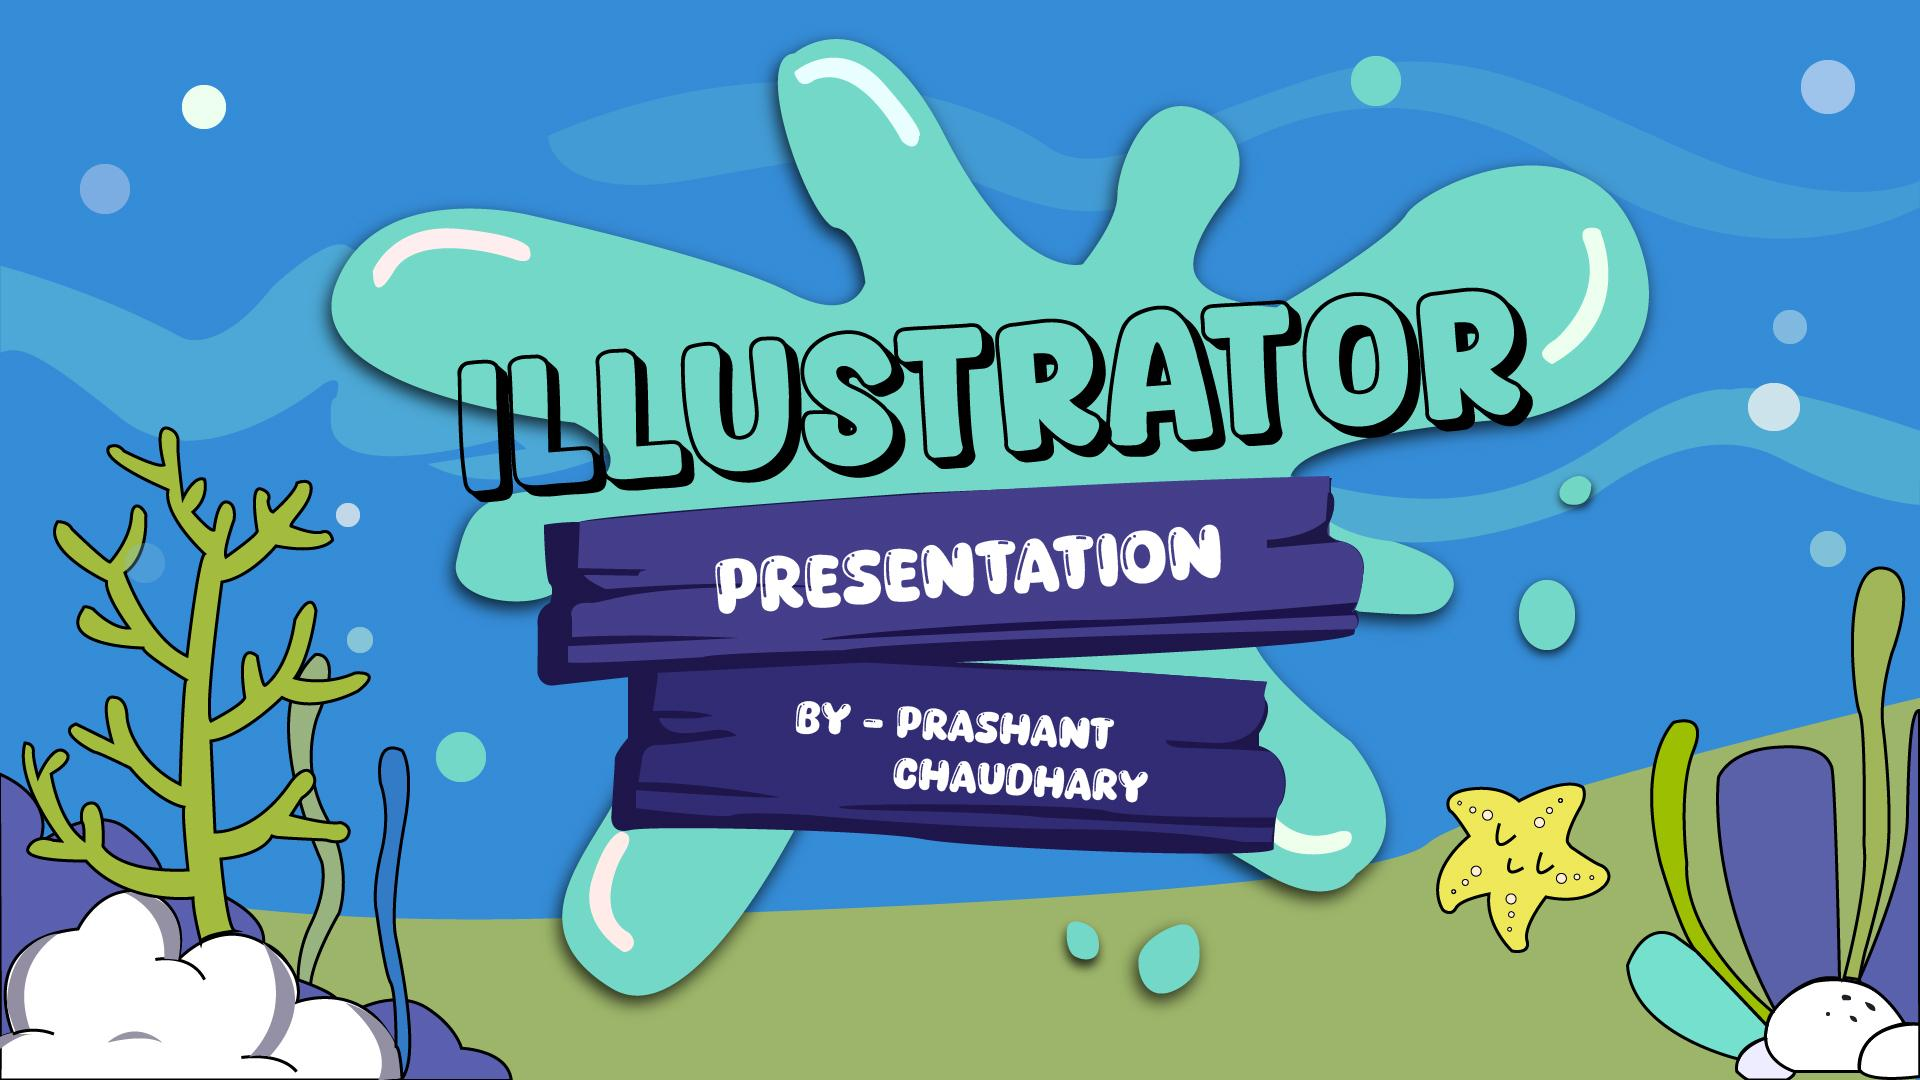 ILLUSTRATOR
PRESENTATION
BY - PRASHANT
CHAUDHARY